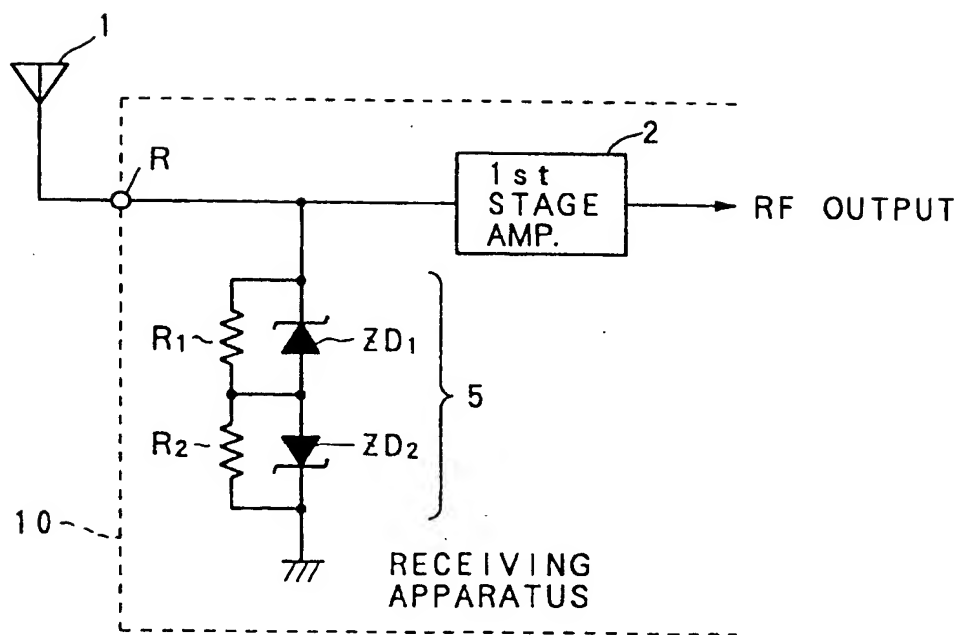 1
R
2
1st
STAGE
AMP.
RF OUTPUT
R1
ZD1
5
R2
ZD2
10
RECEIVING
APPARATUS